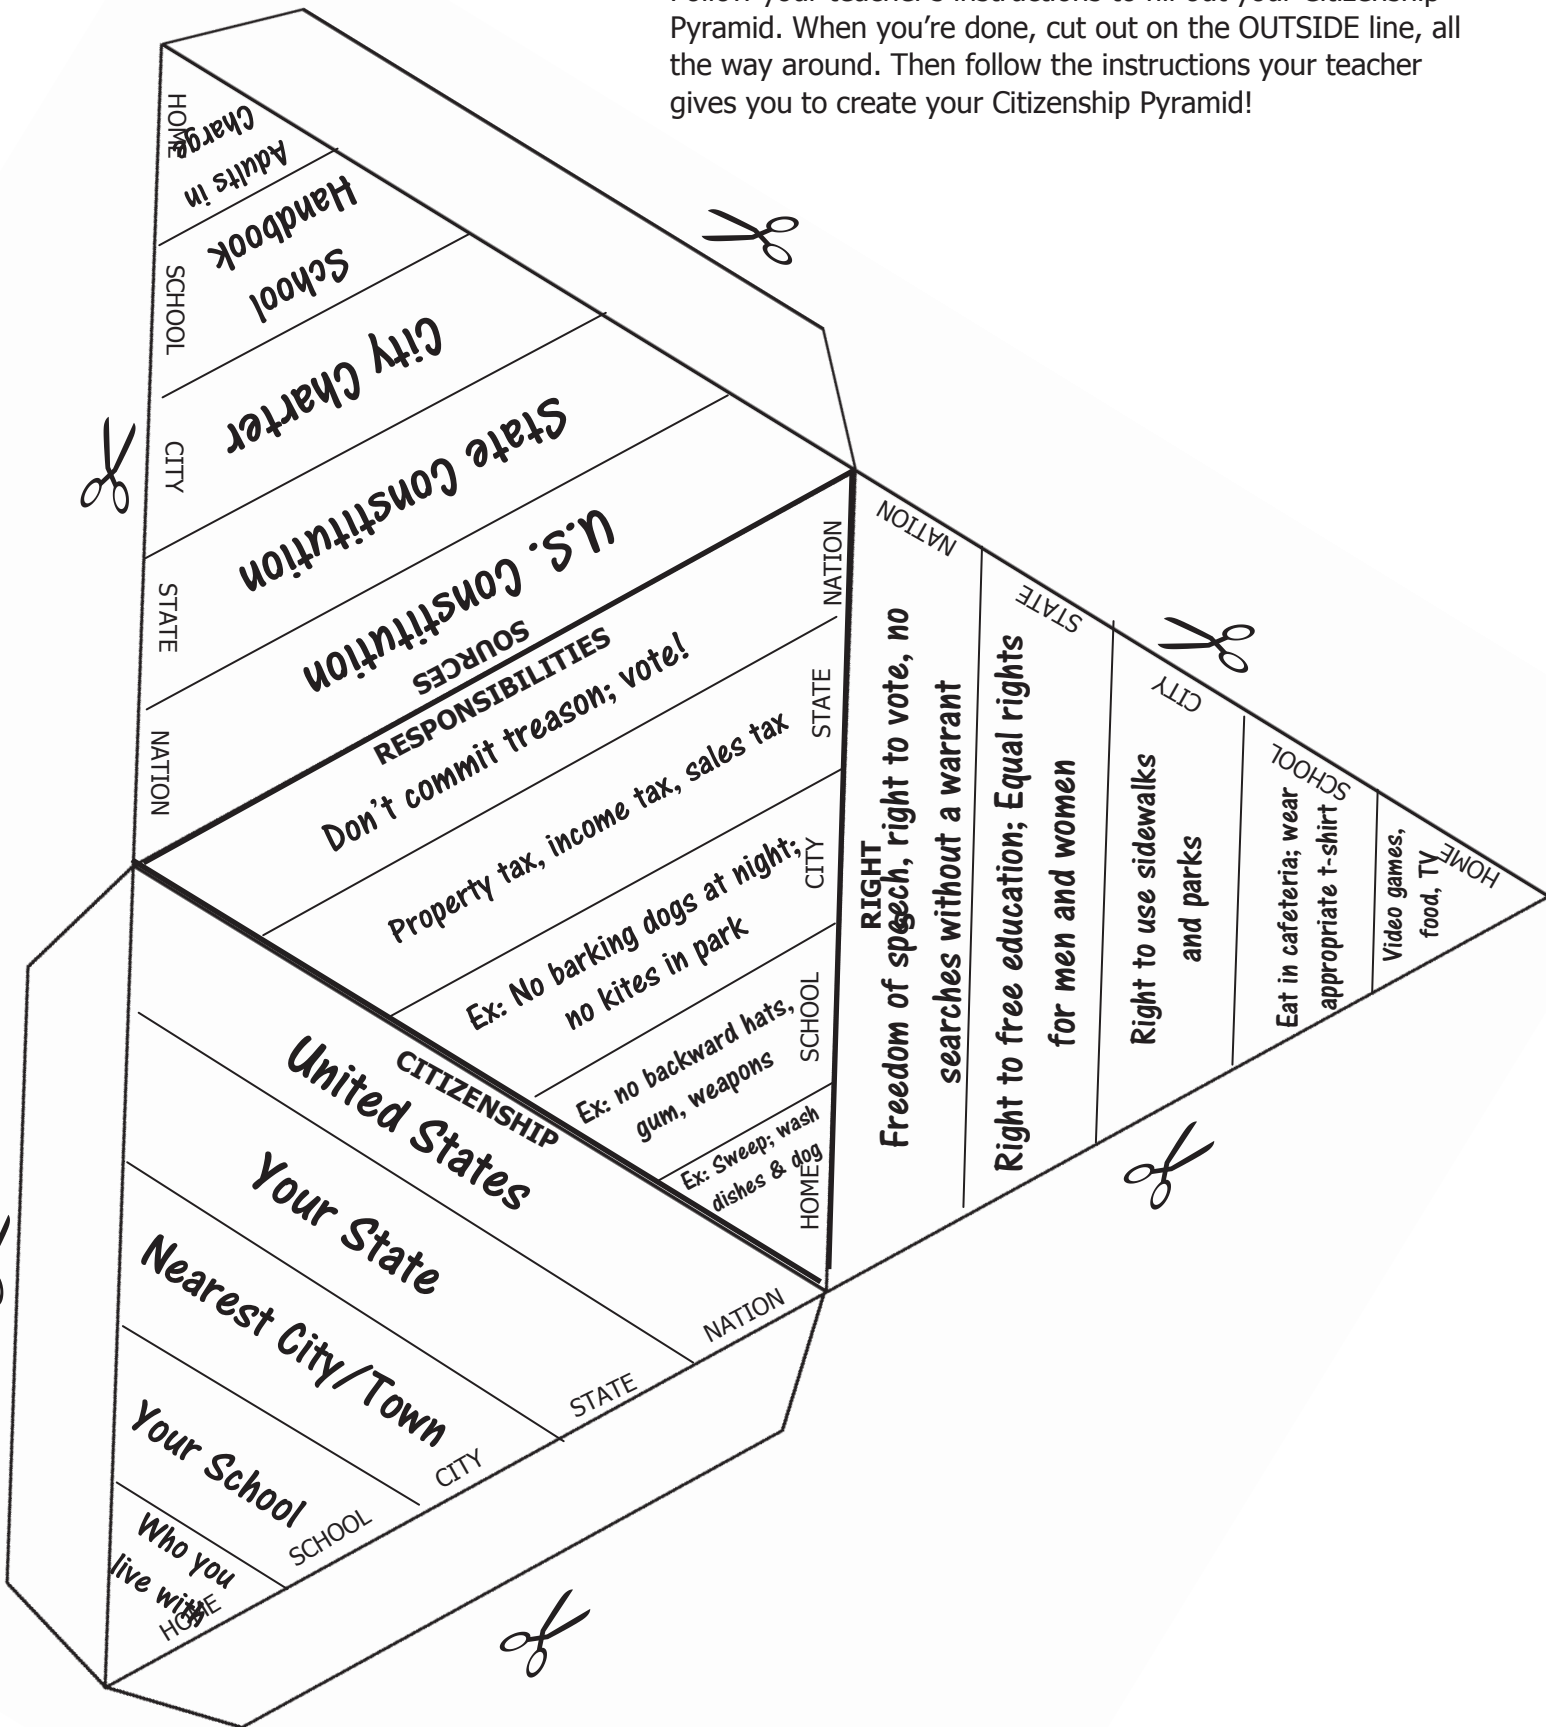 Pyramid. When you're done, cut out on the OUTSIDE line, all
the way around. Then follow the instructions your teacher
gives you to create your Citizenship Pyramid!
HOME
Adults in
Charge
SCHOOL
School
Handbook
CITY
City Charter
STATE
State Constitution
NATION
U.S. Constitution
SOURCES
RESPONSIBILITIES
NATION
Don't commit treason; vote!
STATE
Property tax, income tax, sales tax
CITY
Ex: No barking dogs at night;
no kites in park
SCHOOL
Ex: no backward hats,
gum, weapons
HOME
Ex: Sweep; wash
dishes & dog
RIGHT
NATION
Freedom of speech, right to vote, no
searches without a warrant
STATE
Right to free education; Equal rights
for men and women
CITY
Right to use sidewalks
and parks
SCHOOL
Eat in cafeteria; wear
appropriate t-shirt
HOME
Video games,
food, TV
CITIZENSHIP
NATION
United States
STATE
Your State
CITY
Nearest City/Town
SCHOOL
Your School
HOME
Who you
live with